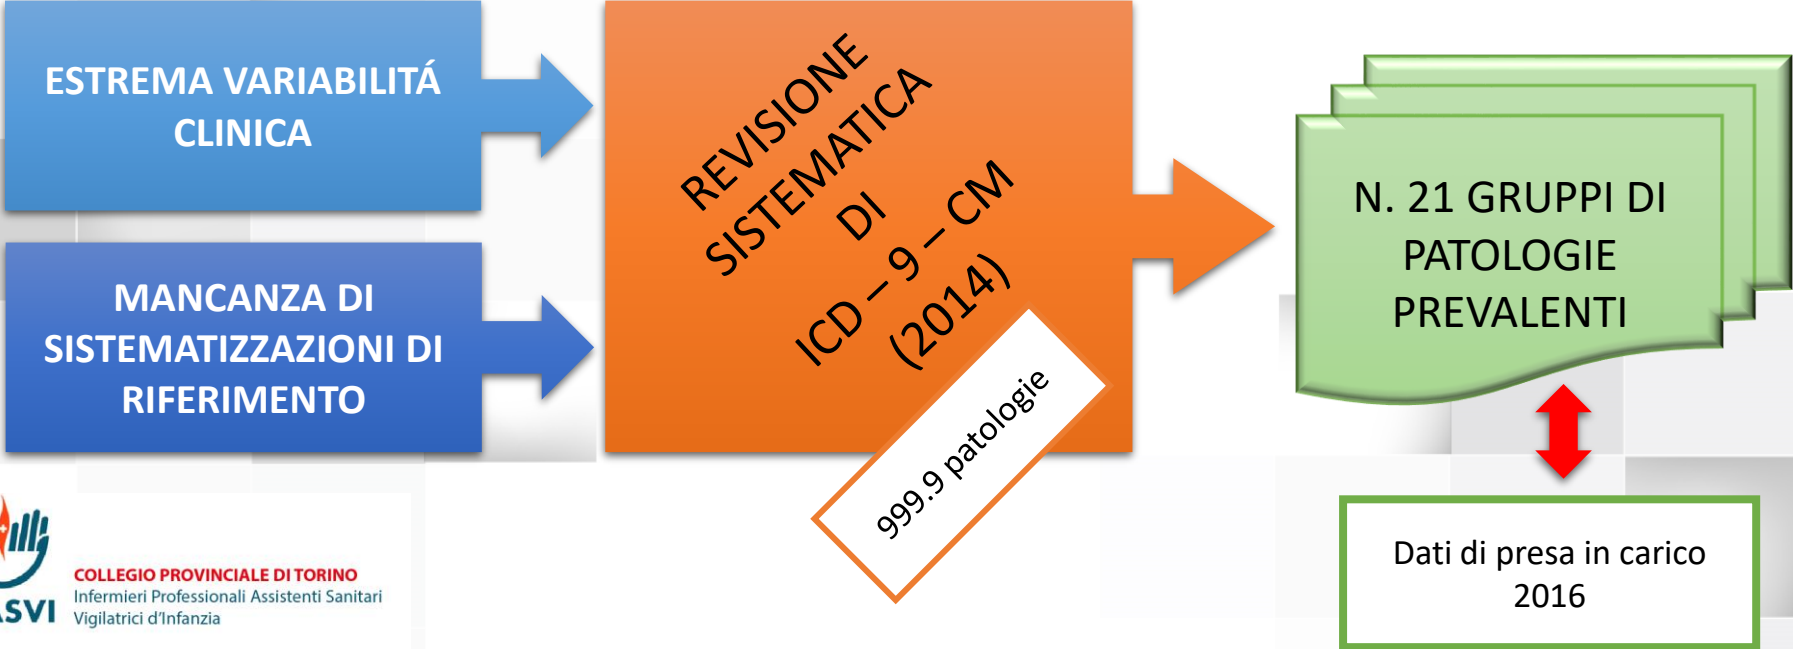 ESTREMA VARIABILITÁ
CLINICA
MANCANZA DI
SISTEMATIZZAZIONI DI
RIFERIMENTO
REVISIONE
SISTEMATICA
DI
ICD – 9 – CM
(2014)
999.9 patologie
N. 21 GRUPPI DI
PATOLOGIE
PREVALENTI
Dati di presa in carico
2016
ASVI
COLLEGIO PROVINCIALE DI TORINO
Infermieri Professionali Assistenti Sanitari
Vigilatrici d'Infanzia